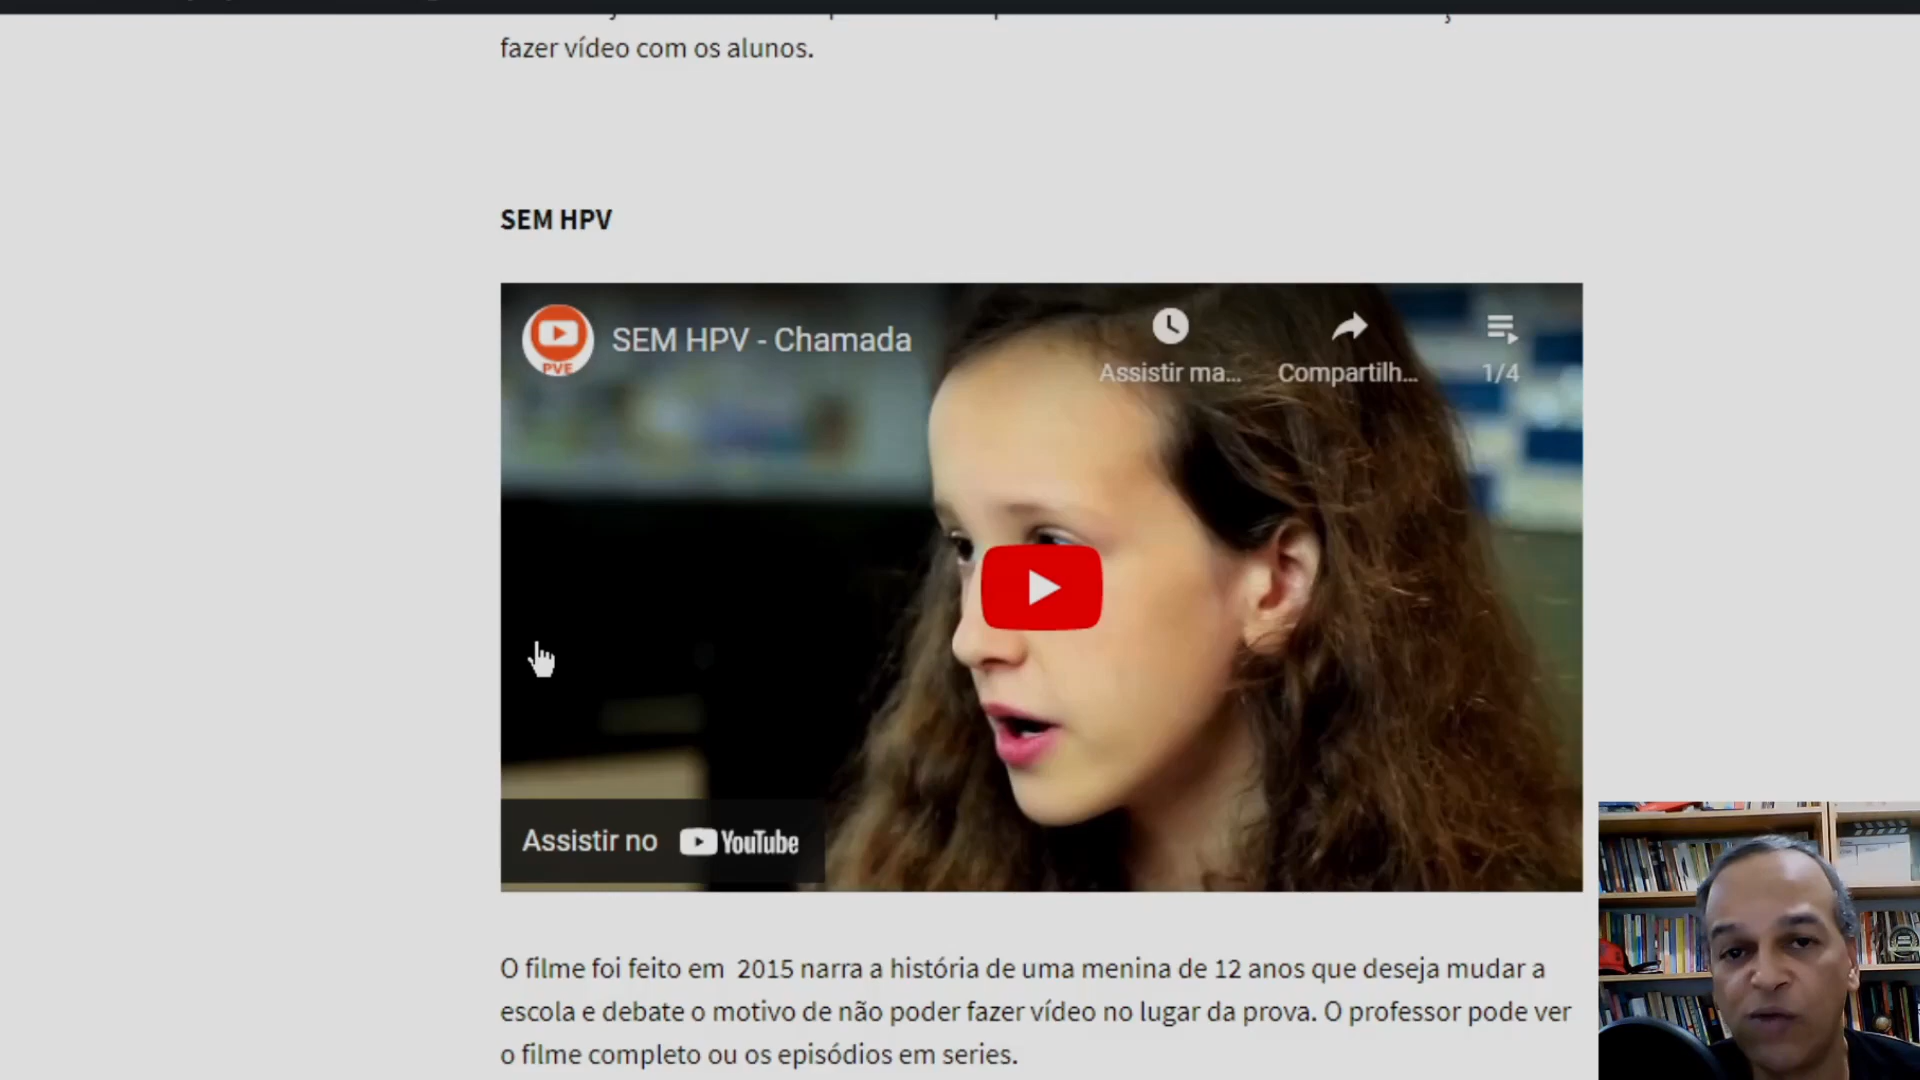 fazer vídeo com os alunos.
SEM HPV
SEM HPV - Chamada
Assistir ma...
Compartilh...
1/4
PVE
Assistir no YouTube
O filme foi feito em  2015 narra a história de uma menina de 12 anos que deseja mudar a
escola e debate o motivo de não poder fazer vídeo no lugar da prova. O professor pode ver
o filme completo ou os episódios em series.